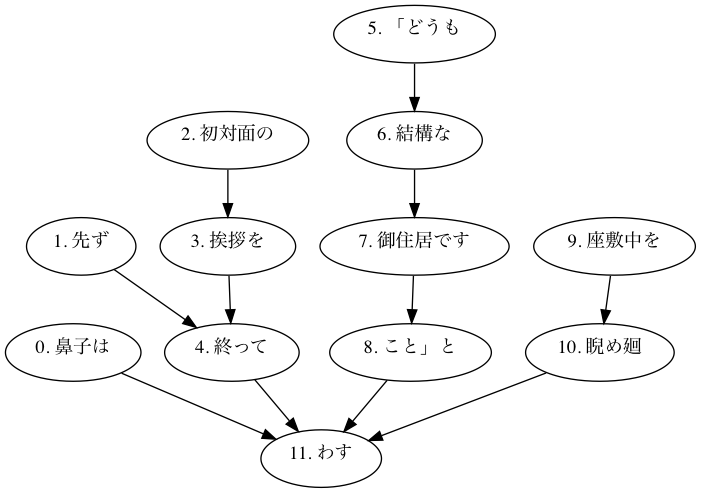 5. 「どうも
2. 初対面の
6. 結構な
1. 先ず
3. 挨拶を
7. 御住居です
9. 座敷中を
0. 鼻子は
4. 終って
8. こと」と
10. 睨め廻
11. わす